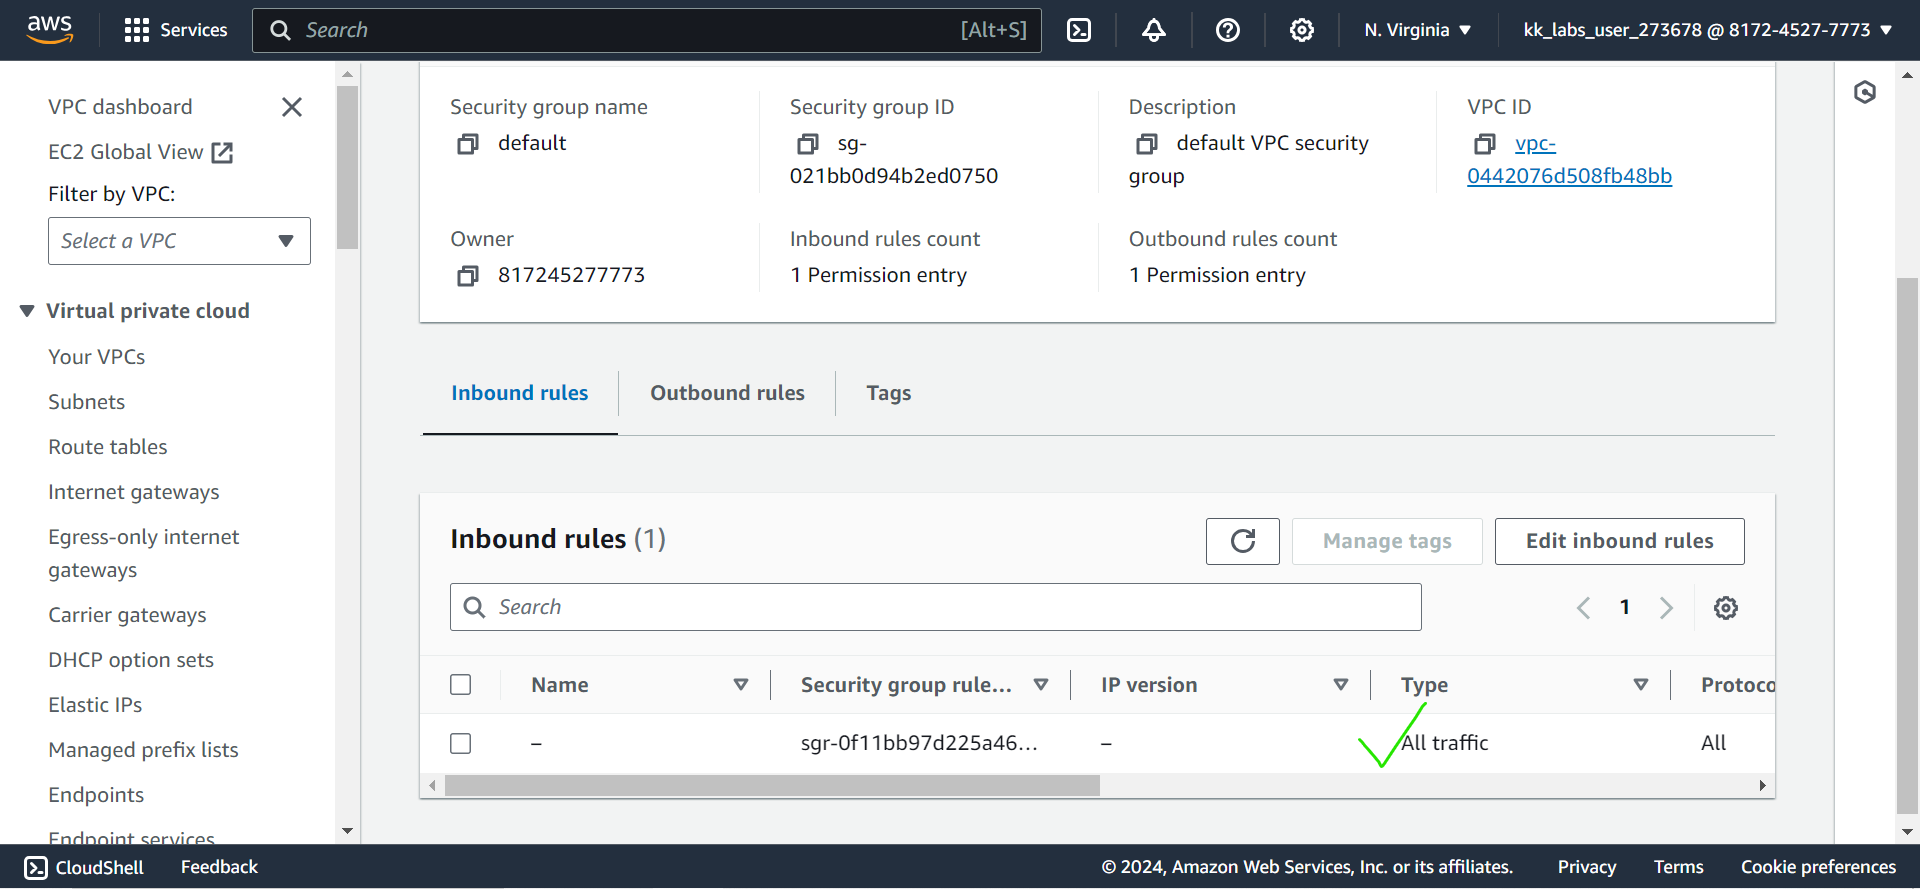 aws
Services
Search
[Alt+S]
N. Virginia
kk_labs_user_273678 @ 8172-4527-7773
VPC dashboard
EC2 Global View
Filter by VPC:
Select a VPC
Virtual private cloud
Your VPCs
Subnets
Route tables
Internet gateways
Egress-only internet
gateways
Carrier gateways
DHCP option sets
Elastic IPs
Managed prefix lists
Endpoints
Endpoint services
Security group name
default
Security group ID
sg-
021bb0d94b2ed0750
Description
default VPC security
group
VPC ID
vpc-
0442076d508fb48bb
Owner
817245277773
Inbound rules count
1 Permission entry
Outbound rules count
1 Permission entry
Inbound rules
Outbound rules
Tags
Inbound rules (1)
Manage tags
Edit inbound rules
Search
1
Name
Security group rule...
IP version
Type
Protoco
–
sgr-0f11bb97d225a46...
–
All traffic
All
CloudShell
Feedback
© 2024, Amazon Web Services, Inc. or its affiliates.
Privacy
Terms
Cookie preferences